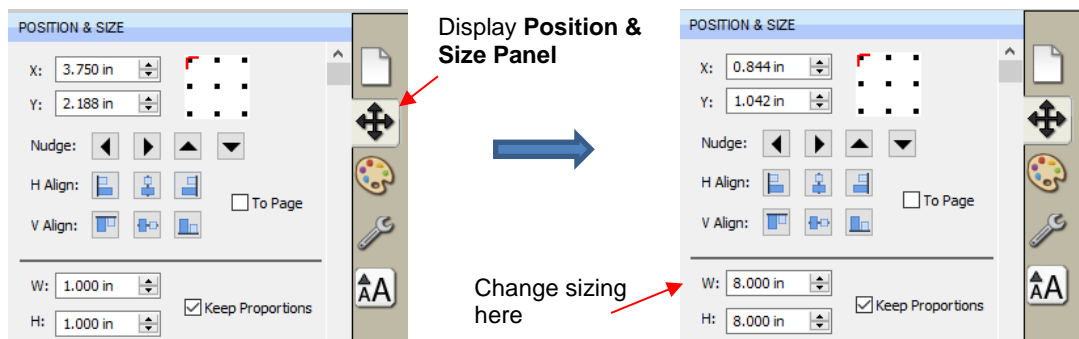 POSITION & SIZE
X: 3.750 in
Y: 2.188 in
Nudge:
H Align:
To Page
V Align:
W: 1.000 in
Keep Proportions
H: 1.000 in
AA
Display Position &
Size Panel
Change sizing
here
POSITION & SIZE
X: 0.844 in
Y: 1.042 in
Nudge:
H Align:
To Page
V Align:
W: 8.000 in
Keep Proportions
H: 8.000 in
AA